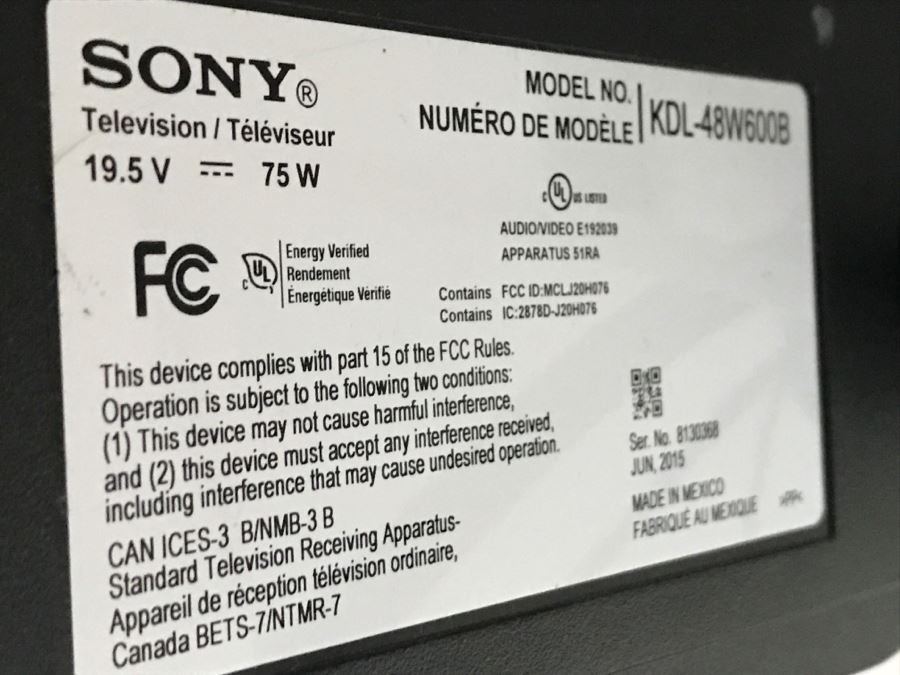 SONY®
Television / Téléviseur
19.5 V ⎓ 75 W
MODEL NO.
NUMÉRO DE MODÈLE
KDL-48W600B
c UL US LISTED
AUDIO/VIDEO E192039
APPARATUS 51RA
FC
c UL
Energy Verified
Rendement
Énergétique Vérifié
Contains FCC ID:MCLJ20H076
Contains IC:2878D-J20H076
This device complies with part 15 of the FCC Rules.
Operation is subject to the following two conditions:
(1) This device may not cause harmful interference,
and (2) this device must accept any interference received,
including interference that may cause undesired operation.
CAN ICES-3 B/NMB-3 B
Standard Television Receiving Apparatus-
Appareil de réception télévision ordinaire,
Canada BETS-7/NTMR-7
Ser. No. 8130368
JUN, 2015
MADE IN MEXICO
FABRIQUÉ AU MEXIQUE
>PP<